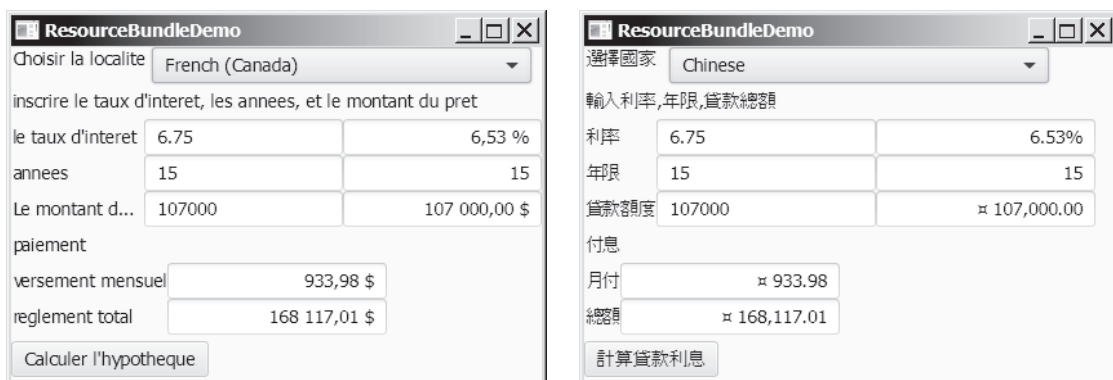 ResourceBundleDemo
Choisir la localite French (Canada)
inscrire le taux d'interet, les annees, et le montant du pret
le taux d'interet 6.75 6,53 %
annees 15 15
Le montant d... 107000 107 000,00 $
paiement
versement mensuel 933,98 $
reglement total 168 117,01 $
Calculer l'hypotheque
ResourceBundleDemo
選擇國家 Chinese
輸入利率,年限,貸款總額
利率 6.75 6.53%
年限 15 15
貸款額度 107000 ¤ 107,000.00
付息
月付 ¤ 933.98
總額 ¤ 168,117.01
計算貸款利息